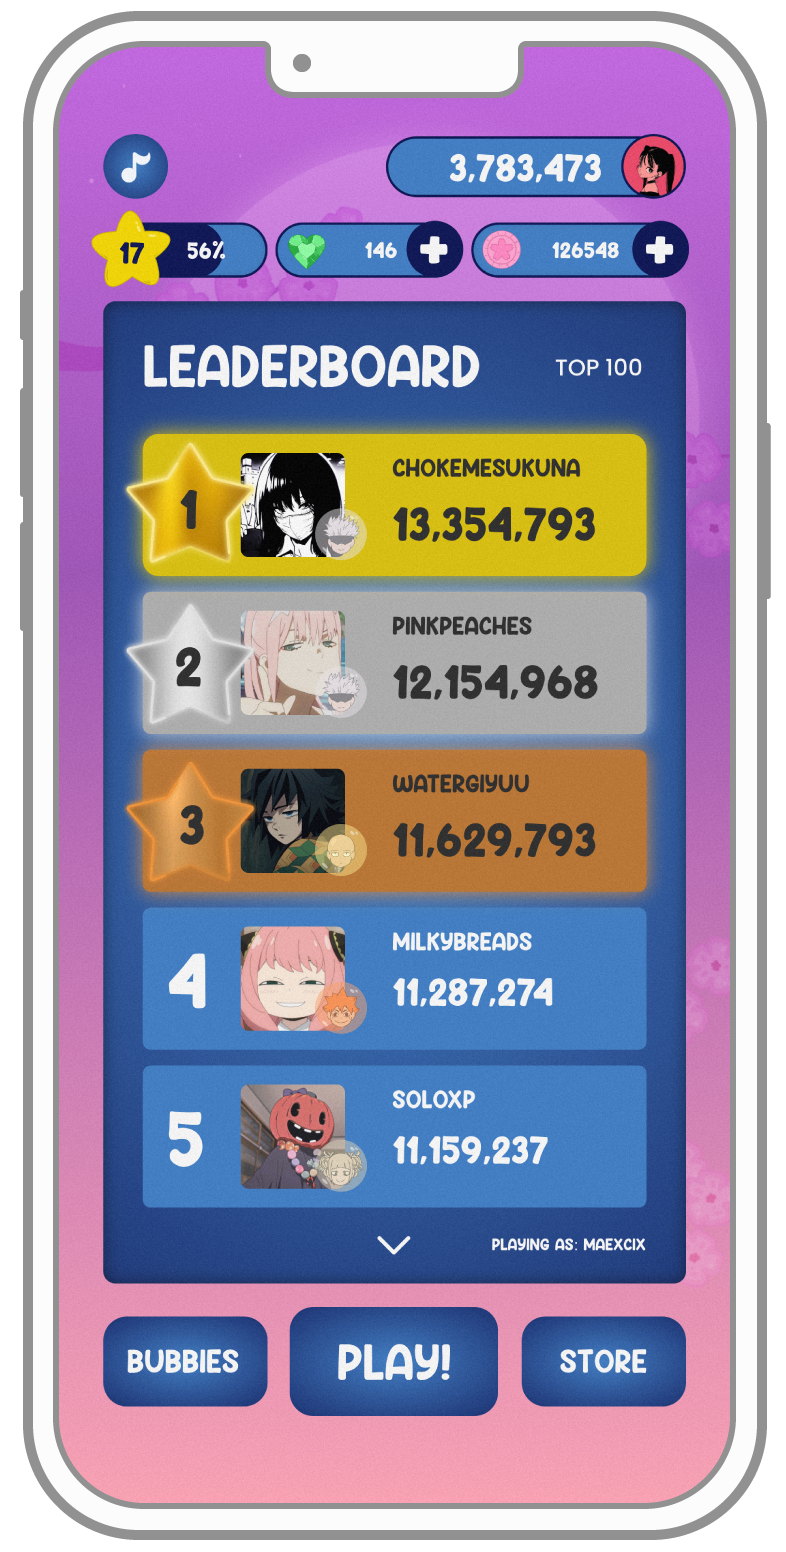 3,783,473
17 56% 146 126548
LEADERBOARD TOP 100
1 CHOKEMESUKUNA
13,354,793
2 PINKPEACHES
12,154,968
3 WATERGIYUU
11,629,793
4 MILKYBREADS
11,287,274
5 SOLOXP
11,159,237
PLAYING AS: MAEXCIX
BUBBIES PLAY! STORE